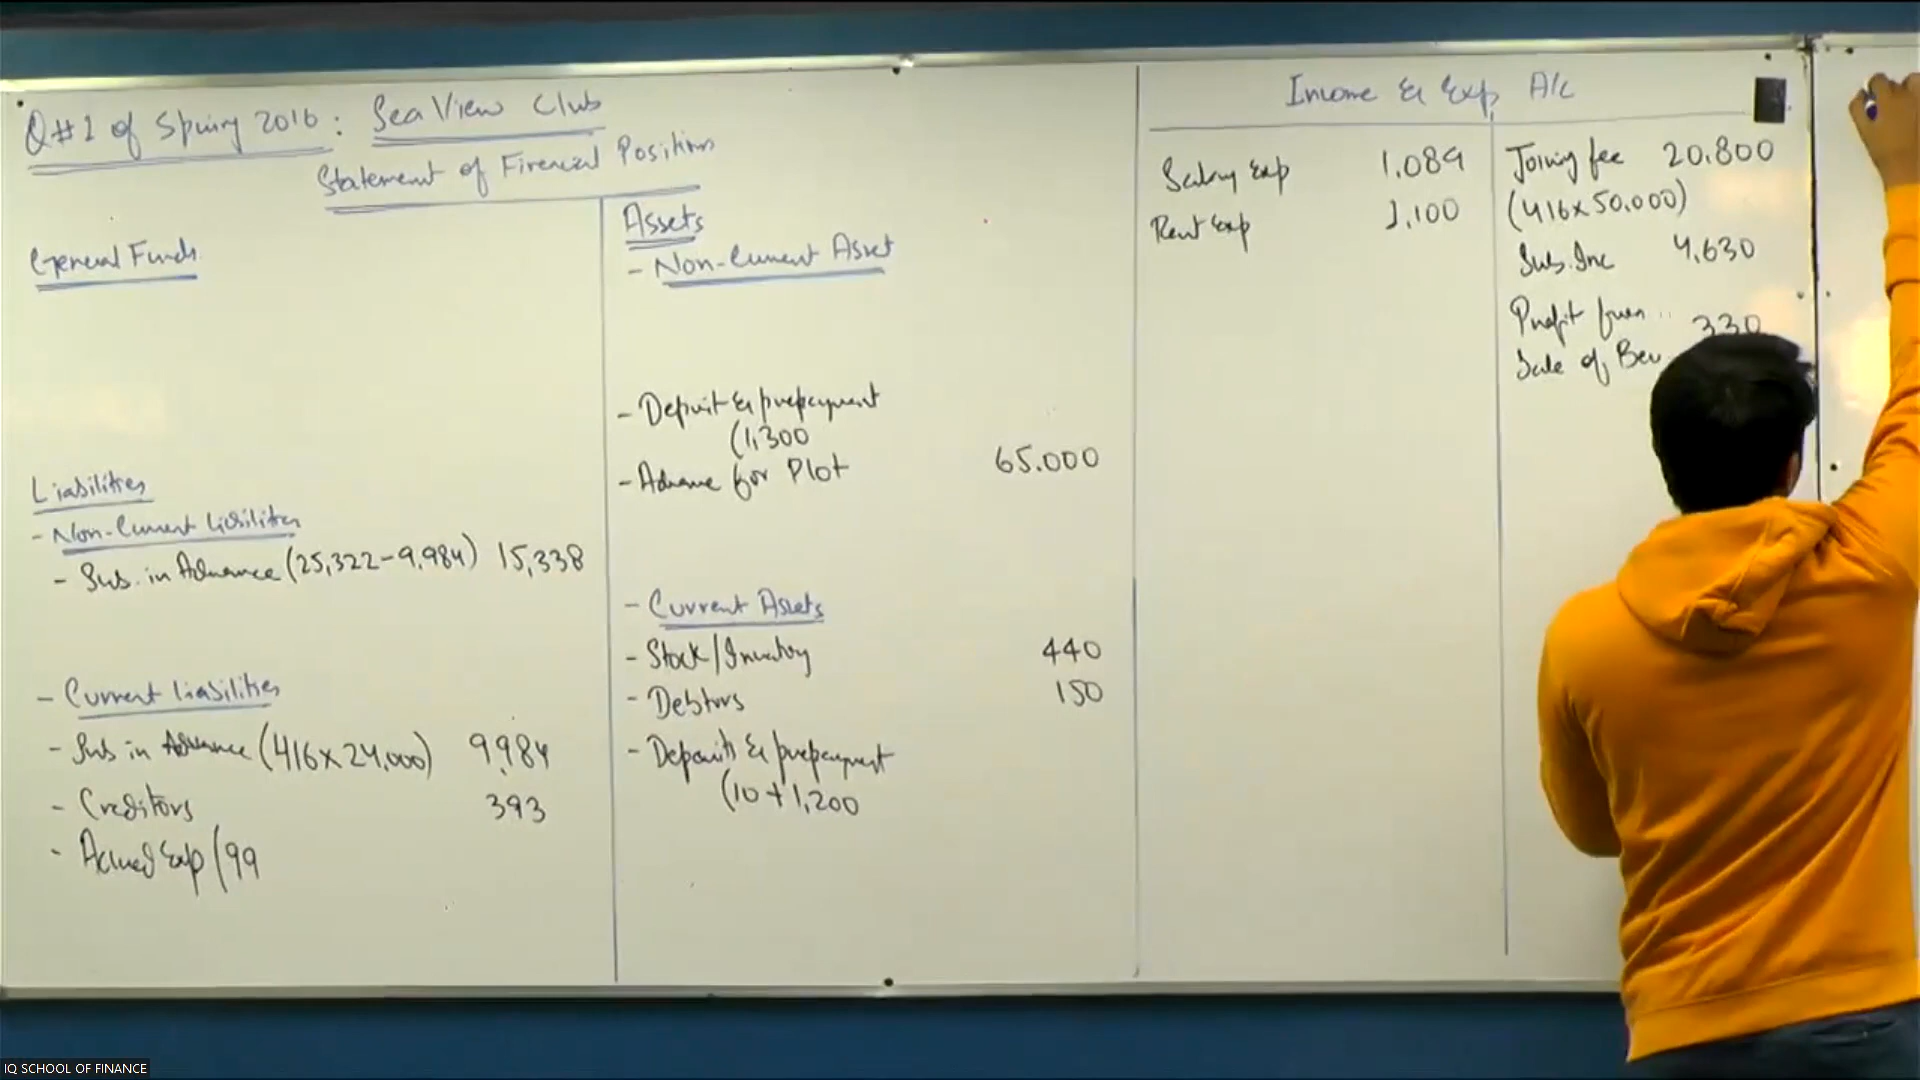 Q#1 of Spring 2016: Sea View Club
Statement of Financial Position
General Funds
Liabilities
- Non-Current Liabilities
- Sub. in Advance (25,322-9,984) 15,338
- Current Liabilities
- Sub in Advance (416x24,000) 9,984
- Creditors 393
- Accrued Exp (99
Assets
- Non-Current Asset
- Deposit & prepayment
(1,300
- Advance for Plot 65.000
- Current Assets
- Stock/Inventory 440
- Debtors 150
- Deposits & prepayment
(10+1,200
Income & Exp A/c
Salary Exp 1.089
Rent Exp 1,100
Joining fee 20.800
(416x50.000)
Sub. Inc 4,630
Profit from .. 330
Sale of Bev.
IQ SCHOOL OF FINANCE